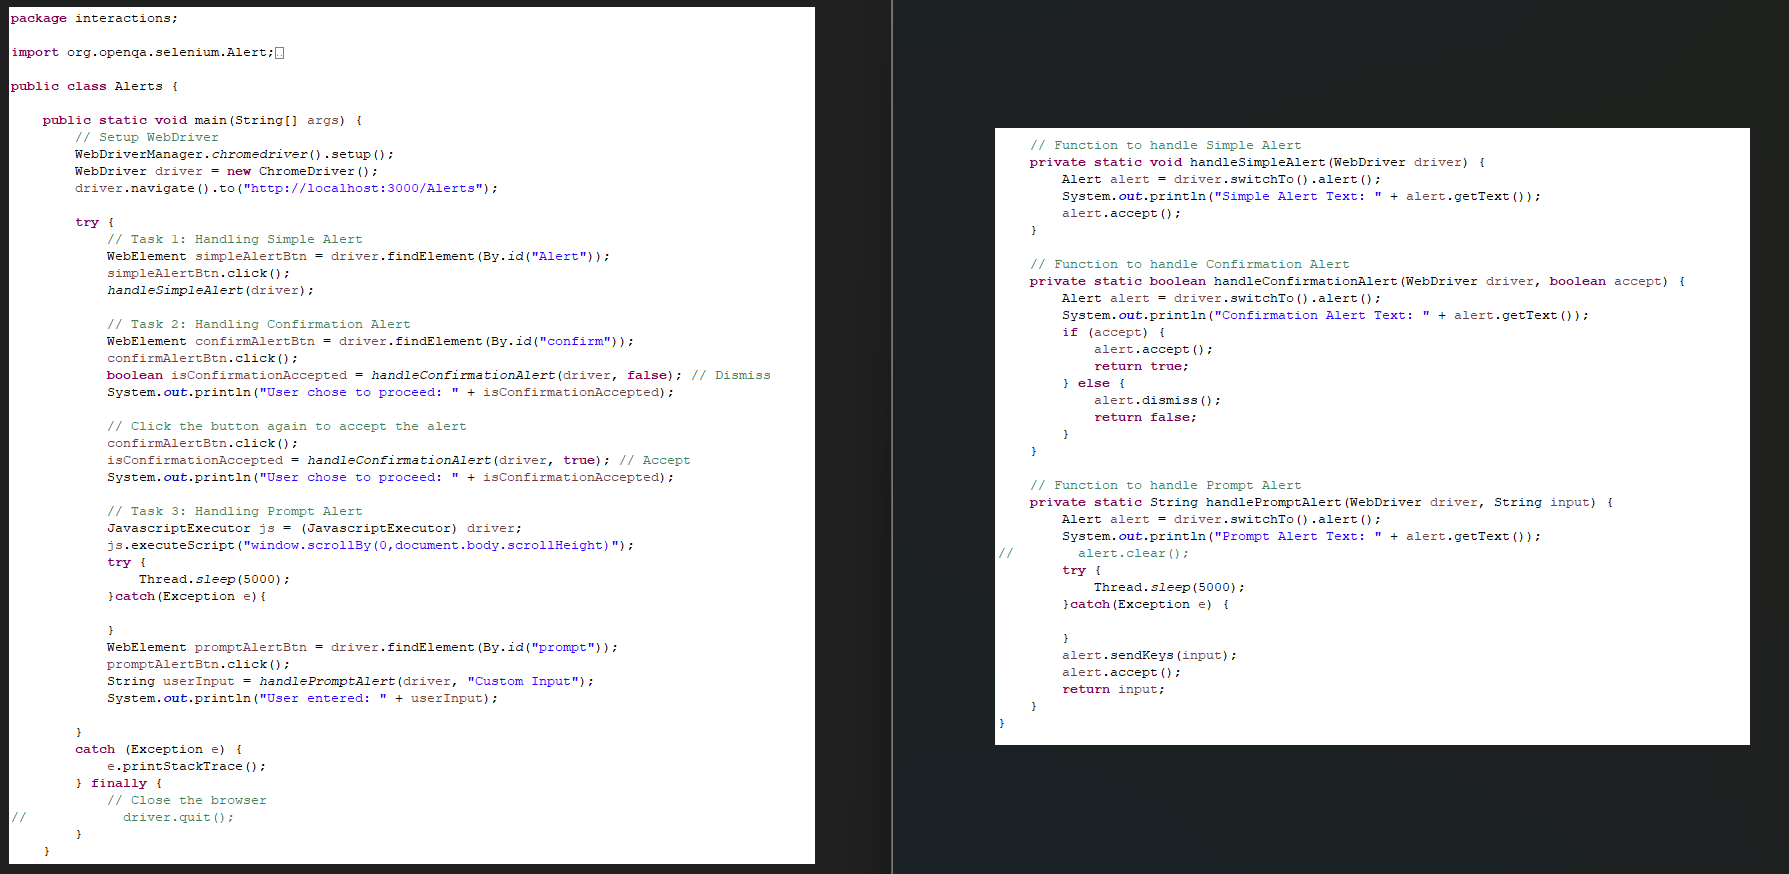 package interactions;
import org.openqa.selenium.Alert;
public class Alerts {
public static void main(String[] args) {
// Setup WebDriver
WebDriverManager.chromedriver().setup();
WebDriver driver = new ChromeDriver();
driver.navigate().to("http://localhost:3000/Alerts");
try {
// Task 1: Handling Simple Alert
WebElement simpleAlertBtn = driver.findElement(By.id("Alert"));
simpleAlertBtn.click();
handleSimpleAlert(driver);
// Task 2: Handling Confirmation Alert
WebElement confirmAlertBtn = driver.findElement(By.id("confirm"));
confirmAlertBtn.click();
boolean isConfirmationAccepted = handleConfirmationAlert(driver, false); // Dismiss
System.out.println("User chose to proceed: " + isConfirmationAccepted);
// Click the button again to accept the alert
confirmAlertBtn.click();
isConfirmationAccepted = handleConfirmationAlert(driver, true); // Accept
System.out.println("User chose to proceed: " + isConfirmationAccepted);
// Task 3: Handling Prompt Alert
JavascriptExecutor js = (JavascriptExecutor) driver;
js.executeScript("window.scrollBy(0,document.body.scrollHeight)");
try {
Thread.sleep(5000);
}catch(Exception e){
}
WebElement promptAlertBtn = driver.findElement(By.id("prompt"));
promptAlertBtn.click();
String userInput = handlePromptAlert(driver, "Custom Input");
System.out.println("User entered: " + userInput);
}
catch (Exception e) {
e.printStackTrace();
} finally {
// Close the browser
// driver.quit();
}
}
// Function to handle Simple Alert
private static void handleSimpleAlert(WebDriver driver) {
Alert alert = driver.switchTo().alert();
System.out.println("Simple Alert Text: " + alert.getText());
alert.accept();
}
// Function to handle Confirmation Alert
private static boolean handleConfirmationAlert(WebDriver driver, boolean accept) {
Alert alert = driver.switchTo().alert();
System.out.println("Confirmation Alert Text: " + alert.getText());
if (accept) {
alert.accept();
return true;
} else {
alert.dismiss();
return false;
}
}
// Function to handle Prompt Alert
private static String handlePromptAlert(WebDriver driver, String input) {
Alert alert = driver.switchTo().alert();
System.out.println("Prompt Alert Text: " + alert.getText());
// alert.clear();
try {
Thread.sleep(5000);
}catch(Exception e) {
}
alert.sendKeys(input);
alert.accept();
return input;
}
}